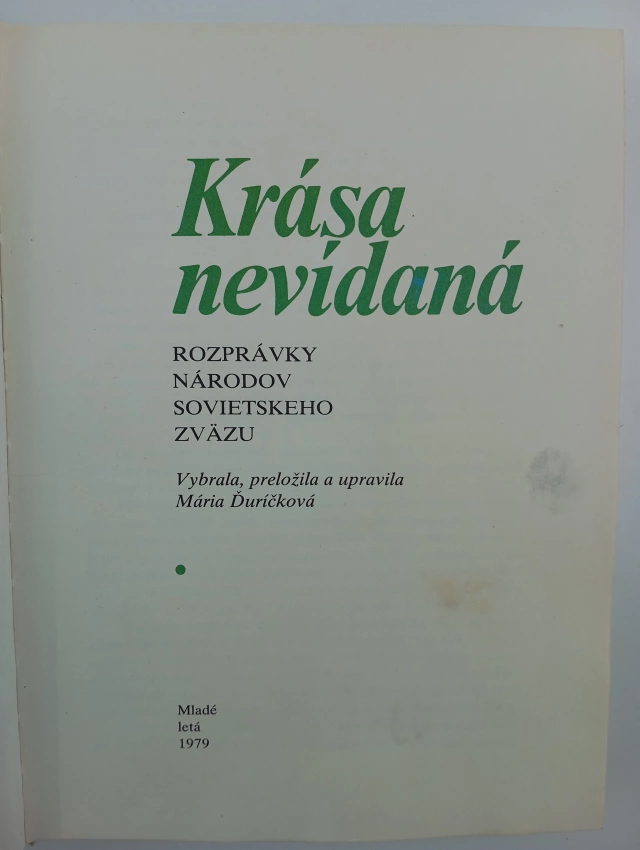 Krása
nevídaná
ROZPRÁVKY
NÁRODOV
SOVIETSKEHO
ZVÄZU
Vybrala, preložila a upravila
Mária Ďuríčková
Mladé
letá
1979